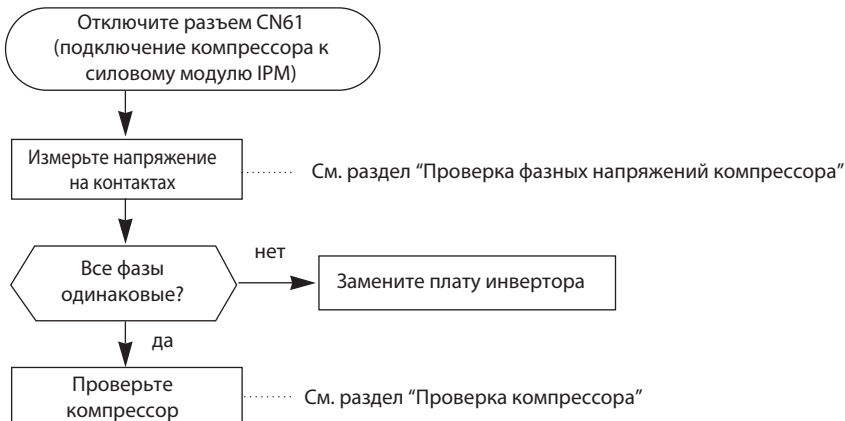 Отключите разъем CN61
(подключение компрессора к
силовому модулю IPM)
Измерьте напряжение
на контактах
См. раздел “Проверка фазных напряжений компрессора”
Все фазы
одинаковые?
нет
Замените плату инвертора
да
Проверьте
компрессор
См. раздел “Проверка компрессора”